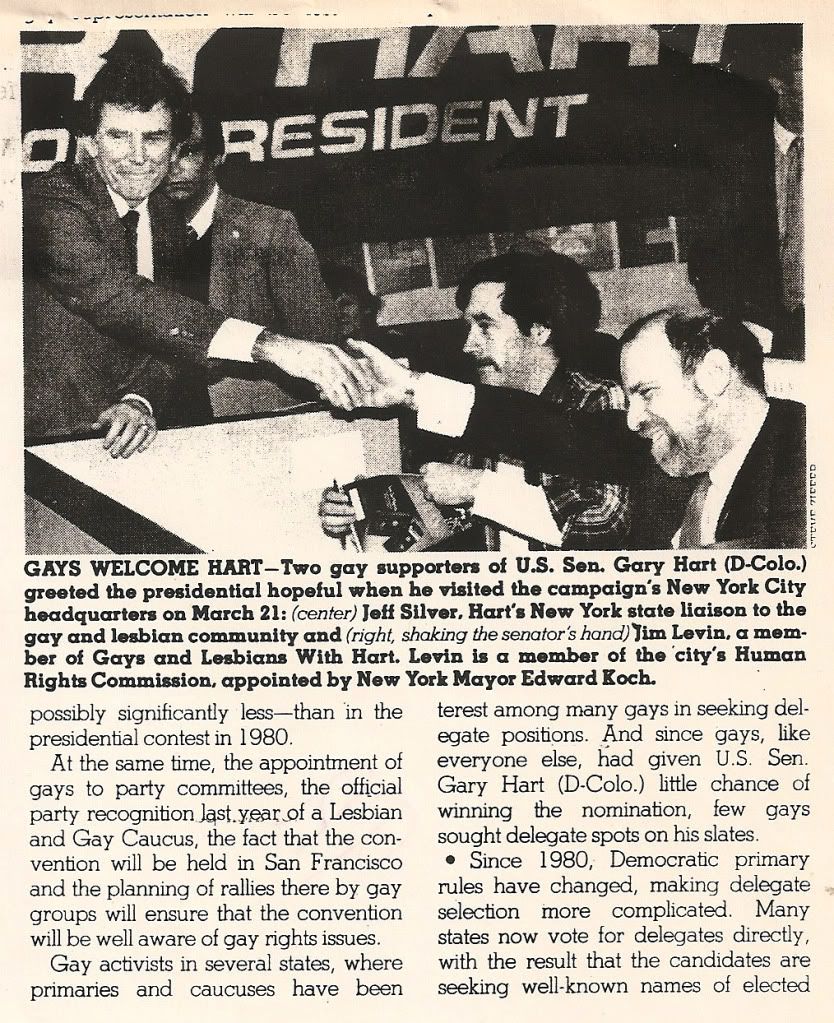 Y HART
RESIDENT
GAYS WELCOME HART—Two gay supporters of U.S. Sen. Gary Hart (D-Colo.)
greeted the presidential hopeful when he visited the campaign's New York City
headquarters on March 21: (center) Jeff Silver, Hart's New York state liaison to the
gay and lesbian community and (right, shaking the senator's hand) Jim Levin, a mem-
ber of Gays and Lesbians With Hart. Levin is a member of the city's Human
Rights Commission, appointed by New York Mayor Edward Koch.
possibly significantly less—than in the
presidential contest in 1980.
At the same time, the appointment of
gays to party committees, the official
party recognition last year of a Lesbian
and Gay Caucus, the fact that the con-
vention will be held in San Francisco
and the planning of rallies there by gay
groups will ensure that the convention
will be well aware of gay rights issues.
Gay activists in several states, where
primaries and caucuses have been
terest among many gays in seeking del-
egate positions. And since gays, like
everyone else, had given U.S. Sen.
Gary Hart (D-Colo.) little chance of
winning the nomination, few gays
sought delegate spots on his slates.
• Since 1980, Democratic primary
rules have changed, making delegate
selection more complicated. Many
states now vote for delegates directly,
with the result that the candidates are
seeking well-known names of elected